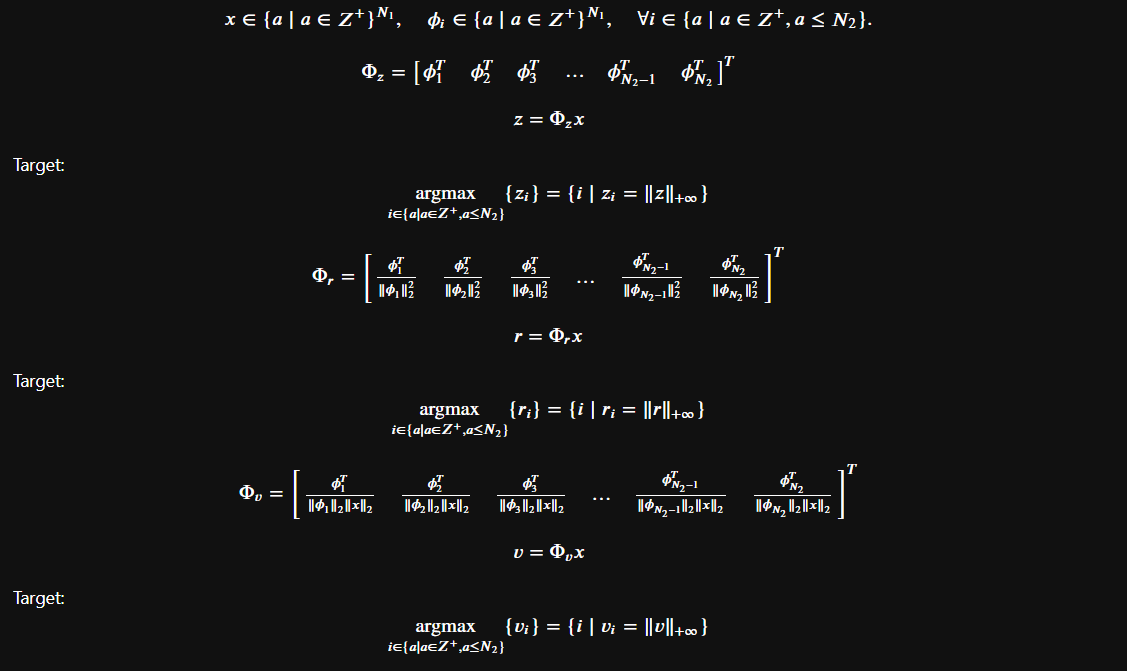 x ∈ {a ∣ a ∈ Z⁺}^{N₁}, ϕᵢ ∈ {a ∣ a ∈ Z⁺}^{N₁}, ∀i ∈ {a ∣ a ∈ Z⁺, a ≤ N₂}.
Φ_z = [ϕ₁ᵀ ϕ₂ᵀ ϕ₃ᵀ … ϕ_{N₂−1}ᵀ ϕ_{N₂}ᵀ]ᵀ
z = Φ_z x
Target:
argmax_{i∈{a|a∈Z⁺,a≤N₂}} {zᵢ} = {i ∣ zᵢ = ‖z‖_{+∞}}
Φ_r = [ϕ₁ᵀ/‖ϕ₁‖₂² ϕ₂ᵀ/‖ϕ₂‖₂² ϕ₃ᵀ/‖ϕ₃‖₂² … ϕ_{N₂−1}ᵀ/‖ϕ_{N₂−1}‖₂² ϕ_{N₂}ᵀ/‖ϕ_{N₂}‖₂²]ᵀ
r = Φ_r x
Target:
argmax_{i∈{a|a∈Z⁺,a≤N₂}} {rᵢ} = {i ∣ rᵢ = ‖r‖_{+∞}}
Φ_v = [ϕ₁ᵀ/‖ϕ₁‖₂‖x‖₂ ϕ₂ᵀ/‖ϕ₂‖₂‖x‖₂ ϕ₃ᵀ/‖ϕ₃‖₂‖x‖₂ … ϕ_{N₂−1}ᵀ/‖ϕ_{N₂−1}‖₂‖x‖₂ ϕ_{N₂}ᵀ/‖ϕ_{N₂}‖₂‖x‖₂]ᵀ
v = Φ_v x
Target:
argmax_{i∈{a|a∈Z⁺,a≤N₂}} {vᵢ} = {i ∣ vᵢ = ‖v‖_{+∞}}